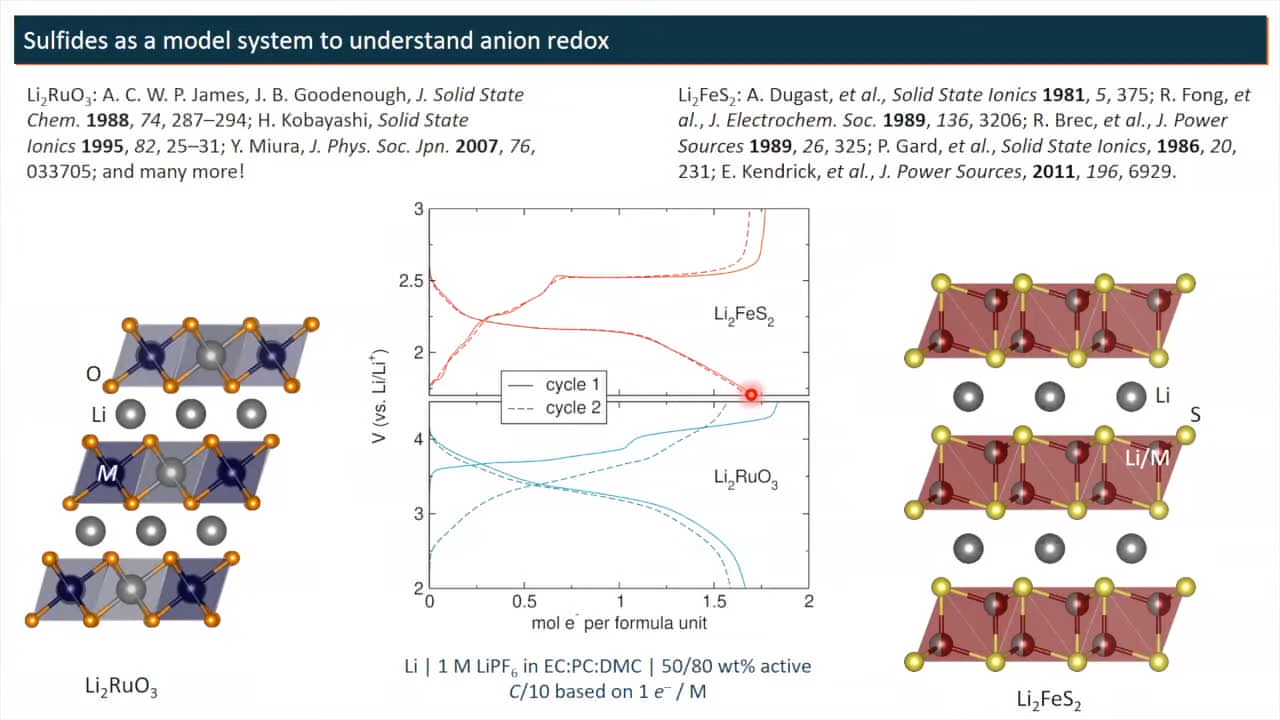 Sulfides as a model system to understand anion redox
Li₂RuO₃: A. C. W. P. James, J. B. Goodenough, J. Solid State
Chem. 1988, 74, 287–294; H. Kobayashi, Solid State
Ionics 1995, 82, 25–31; Y. Miura, J. Phys. Soc. Jpn. 2007, 76,
033705; and many more!
Li₂FeS₂: A. Dugast, et al., Solid State Ionics 1981, 5, 375; R. Fong, et
al., J. Electrochem. Soc. 1989, 136, 3206; R. Brec, et al., J. Power
Sources 1989, 26, 325; P. Gard, et al., Solid State Ionics, 1986, 20,
231; E. Kendrick, et al., J. Power Sources, 2011, 196, 6929.
O
Li
M
Li₂RuO₃
V (vs. Li/Li⁺)
3
2.5
2
Li₂FeS₂
cycle 1
cycle 2
4
3
2
Li₂RuO₃
0 0.5 1 1.5 2
mol e⁻ per formula unit
Li | 1 M LiPF₆ in EC:PC:DMC | 50/80 wt% active
C/10 based on 1 e⁻ / M
Li
S
Li/M
Li₂FeS₂